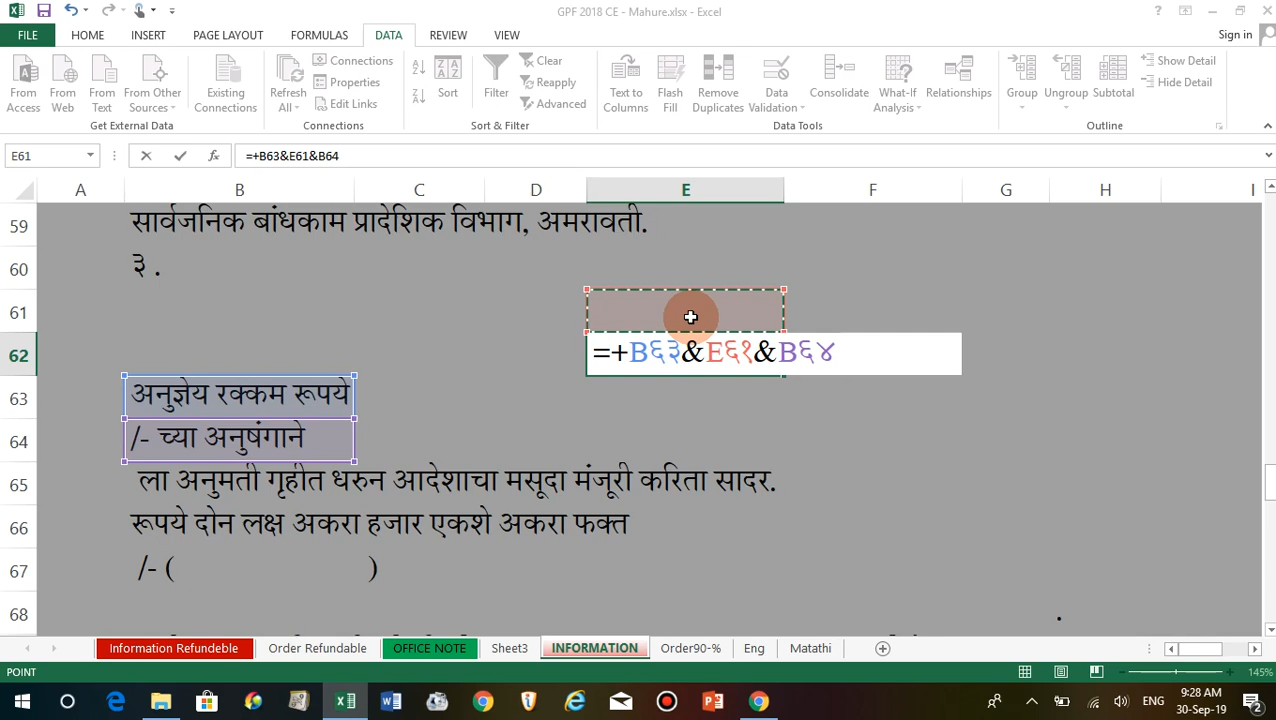 GPF 2018 CE - Mahure.xlsx - Excel
FILE HOME INSERT PAGE LAYOUT FORMULAS DATA REVIEW VIEW Sign in
From Access From Web From Text From Other Sources Existing Connections Refresh All Connections Properties Edit Links Sort Filter Clear Reapply Advanced Text to Columns Flash Fill Remove Duplicates Data Validation Consolidate What-If Analysis Relationships Group Ungroup Subtotal Show Detail Hide Detail
Get External Data Connections Sort & Filter Data Tools Outline
E61 fx =+B63&E61&B64
A B C D E F G H I
59 सार्वजनिक बांधकाम प्रादेशिक विभाग, अमरावती.
60 ३ .
61
62 =+B६३&E६१&B६४
63 अनुज्ञेय रक्कम रूपये
64 /- च्या अनुषंगाने
65 ला अनुमती गृहीत धरुन आदेशाचा मसूदा मंजूरी करिता सादर.
66 रूपये दोन लक्ष अकरा हजार एकशे अकरा फक्त
67 /- ( )
68 .
Information Refundeble Order Refundable OFFICE NOTE Sheet3 INFORMATION Order90-% Eng Matathi
POINT 145%
ENG 9:28 AM
30-Sep-19 2